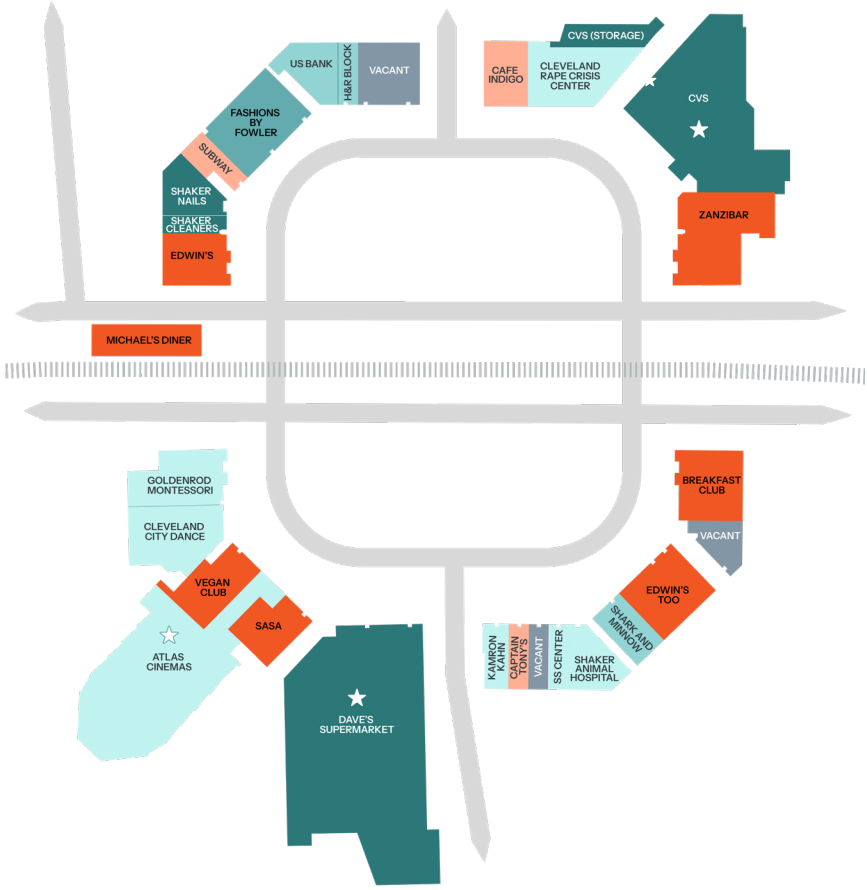 US BANK
H&R BLOCK
VACANT
FASHIONS
BY
FOWLER
SUBWAY
SHAKER
NAILS
SHAKER
CLEANERS
EDWIN'S
MICHAEL'S DINER
CAFE
INDIGO
CVS (STORAGE)
CLEVELAND
RAPE CRISIS
CENTER
CVS
ZANZIBAR
GOLDENROD
MONTESSORI
CLEVELAND
CITY DANCE
VEGAN
CLUB
SASA
ATLAS
CINEMAS
DAVE'S
SUPERMARKET
BREAKFAST
CLUB
VACANT
EDWIN'S
TOO
SHARK AND
MINNOW
KAMRON
KAHN
CAPTAIN
TONY'S
VACANT
SS CENTER
SHAKER
ANIMAL
HOSPITAL